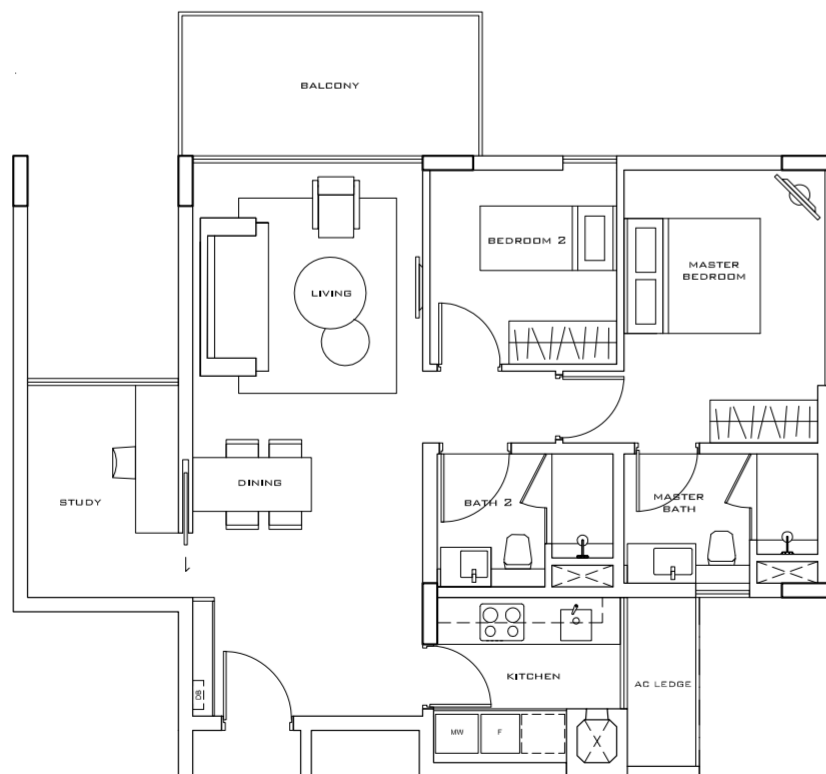 BALCONY
BEDROOM 2
MASTER
BEDROOM
LIVING
STUDY
DINING
BATH 2
MASTER
BATH
KITCHEN
AC LEDGE
DB
MW
F
X